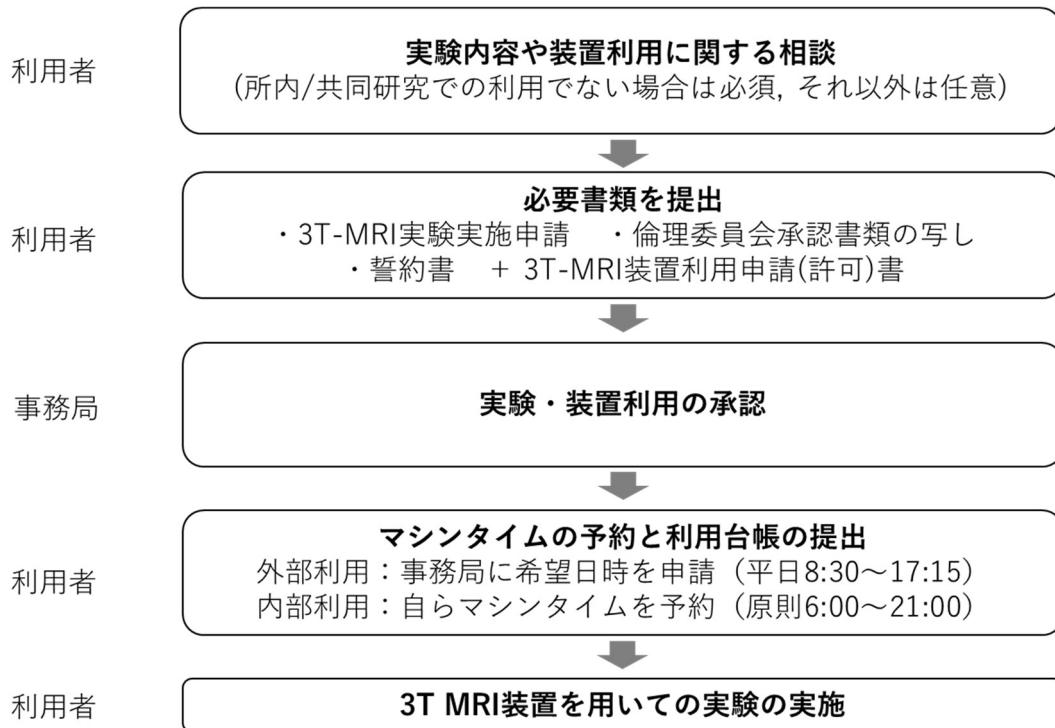 利用者
実験内容や装置利用に関する相談
(所内/共同研究での利用でない場合は必須, それ以外は任意)
利用者
必要書類を提出
・3T-MRI実験実施申請　・倫理委員会承認書類の写し
・誓約書　+ 3T-MRI装置利用申請(許可)書
事務局
実験・装置利用の承認
利用者
マシンタイムの予約と利用台帳の提出
外部利用：事務局に希望日時を申請（平日8:30～17:15）
内部利用：自らマシンタイムを予約（原則6:00～21:00）
利用者
3T MRI装置を用いての実験の実施